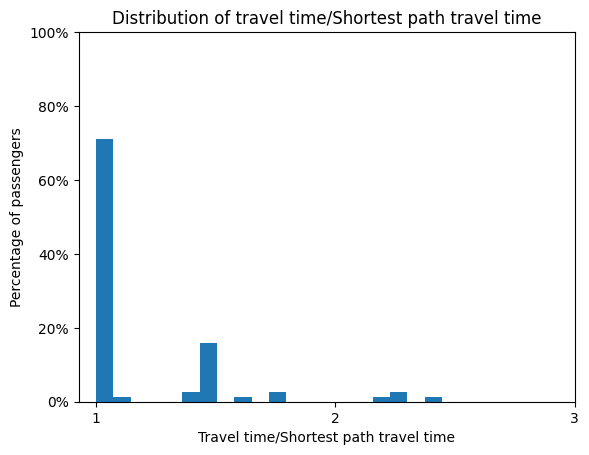 Distribution of travel time/Shortest path travel time
100%
80%
60%
40%
20%
0%
Percentage of passengers
1 2 3
Travel time/Shortest path travel time